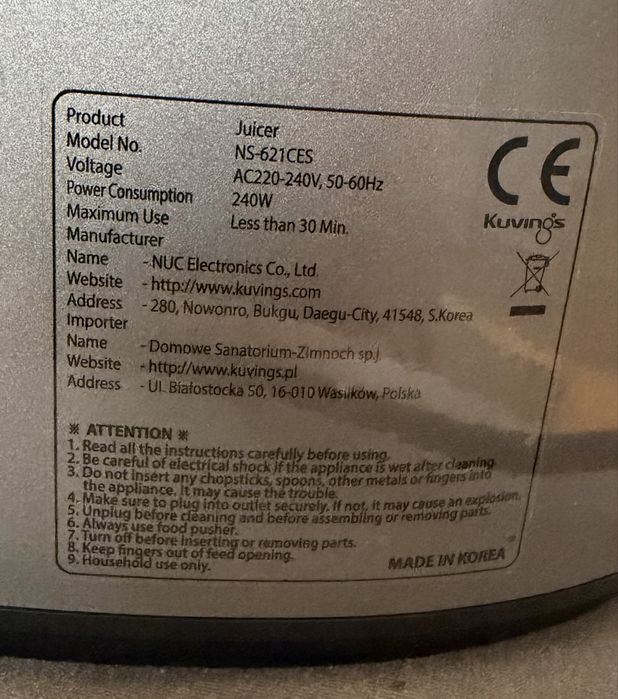 Product Juicer
Model No. NS-621CES
Voltage AC220-240V, 50-60Hz
Power Consumption 240W
Maximum Use Less than 30 Min.
Manufacturer
Name - NUC Electronics Co., Ltd.
Website - http://www.kuvings.com
Address - 280, Nowonro, Bukgu, Daegu-City, 41548, S.Korea
Importer
Name - Domowe Sanatorium-Zimnoch sp.j
Website - http://www.kuvings.pl
Address - Ul. Białostocka 50, 16-010 Wasilków, Polska
CE
Kuvings
※ ATTENTION ※
1. Read all the instructions carefully before using.
2. Be careful of electrical shock if the appliance is wet after cleaning
3. Do not insert any chopsticks, spoons, other metals or fingers into
the appliance. It may cause the trouble.
4. Make sure to plug into outlet securely. If not, it may cause an explosion.
5. Unplug before cleaning and before assembling or removing parts.
6. Always use food pusher.
7. Turn off before inserting or removing parts.
8. Keep fingers out of feed opening.
9. Household use only.
MADE IN KOREA